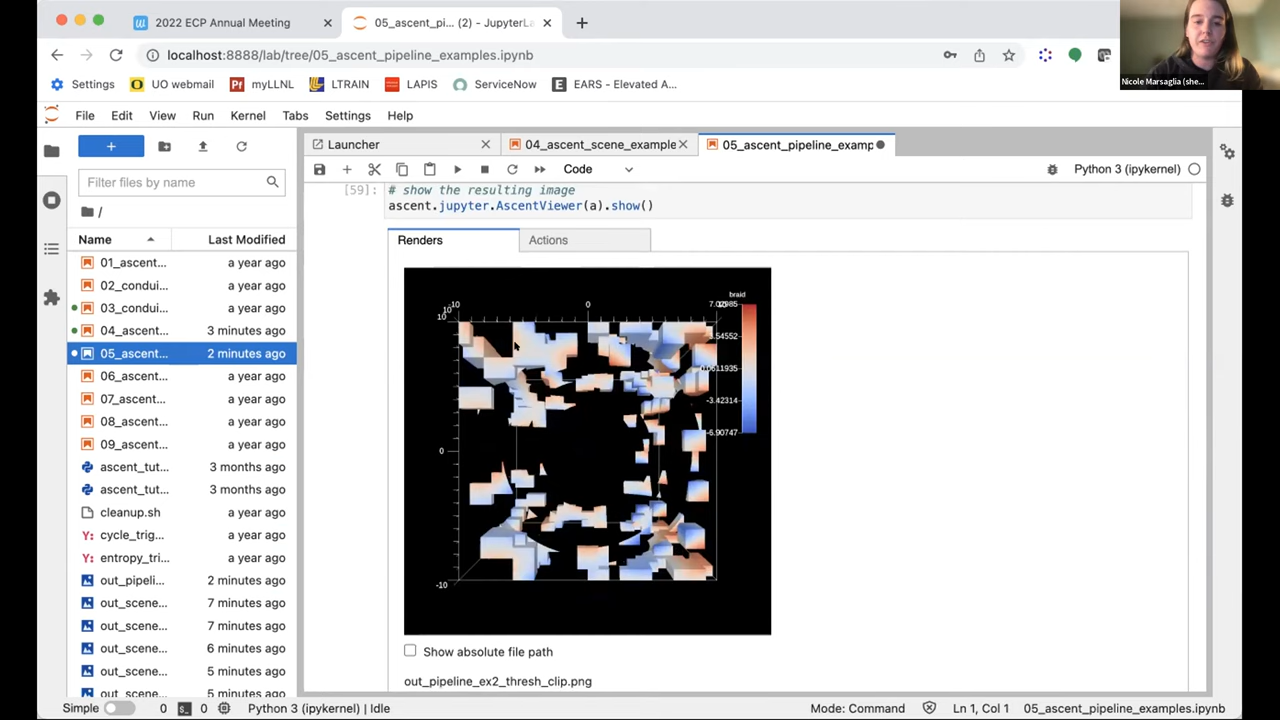 2022 ECP Annual Meeting
05_ascent_pi... (2) - JupyterLa
localhost:8888/lab/tree/05_ascent_pipeline_examples.ipynb
Settings
UO webmail
myLLNL
LTRAIN
LAPIS
ServiceNow
EARS - Elevated A...
Nicole Marsaglia (she...
File Edit View Run Kernel Tabs Settings Help
Launcher
04_ascent_scene_example
05_ascent_pipeline_examp
Code
Python 3 (ipykernel)
Filter files by name
/
Name Last Modified
01_ascent... a year ago
02_condui... a year ago
03_condui... a year ago
04_ascent... 3 minutes ago
05_ascent... 2 minutes ago
06_ascent... a year ago
07_ascent... a year ago
08_ascent... a year ago
09_ascent... a year ago
ascent_tut... 3 months ago
ascent_tut... 3 months ago
cleanup.sh a year ago
cycle_trig... a year ago
entropy_tri... a year ago
out_pipeli... 2 minutes ago
out_scene... 7 minutes ago
out_scene... 7 minutes ago
out_scene... 6 minutes ago
out_scene... 5 minutes ago
out_scene... 5 minutes ago
[59]:
# show the resulting image
ascent.jupyter.AscentViewer(a).show()
Renders Actions
braid
0
10
0
-10
-3.42314
-6.90747
Show absolute file path
out_pipeline_ex2_thresh_clip.png
Simple 0 0 Python 3 (ipykernel) | Idle Mode: Command Ln 1, Col 1 05_ascent_pipeline_examples.ipynb